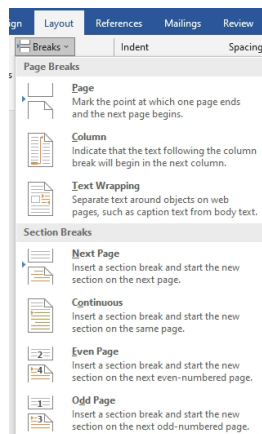 ign Layout References Mailings Review
Breaks Indent Spacing
Page Breaks
Page
Mark the point at which one page ends
and the next page begins.
Column
Indicate that the text following the column
break will begin in the next column.
Text Wrapping
Separate text around objects on web
pages, such as caption text from body text.
Section Breaks
Next Page
Insert a section break and start the new
section on the next page.
Continuous
Insert a section break and start the new
section on the same page.
Even Page
2
Insert a section break and start the new
4
section on the next even-numbered page.
Odd Page
1
Insert a section break and start the new
3
section on the next odd-numbered page.